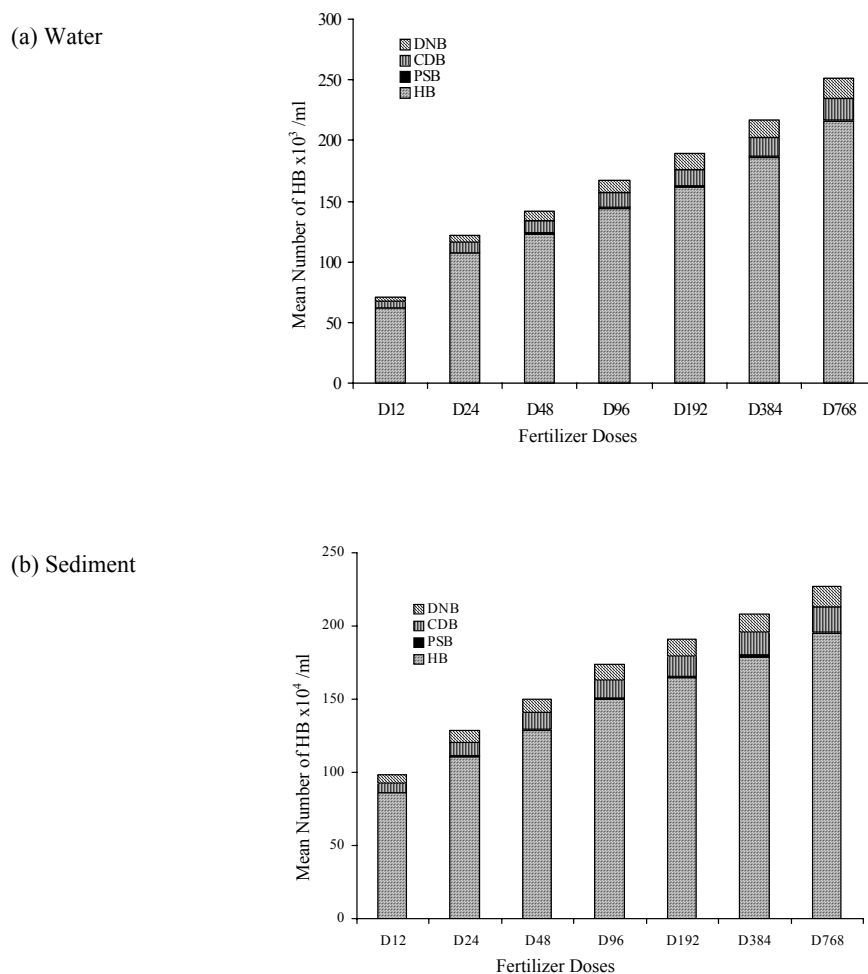 (a) Water
300
250
200
150
100
50
0
Mean Number of HB x10³ /ml
DNB
CDB
PSB
HB
D12 D24 D48 D96 D192 D384 D768
Fertilizer Doses
(b) Sediment
250
200
150
100
50
0
Mean Number of HB x10⁴ /ml
DNB
CDB
PSB
HB
D12 D24 D48 D96 D192 D384 D768
Fertilizer Doses